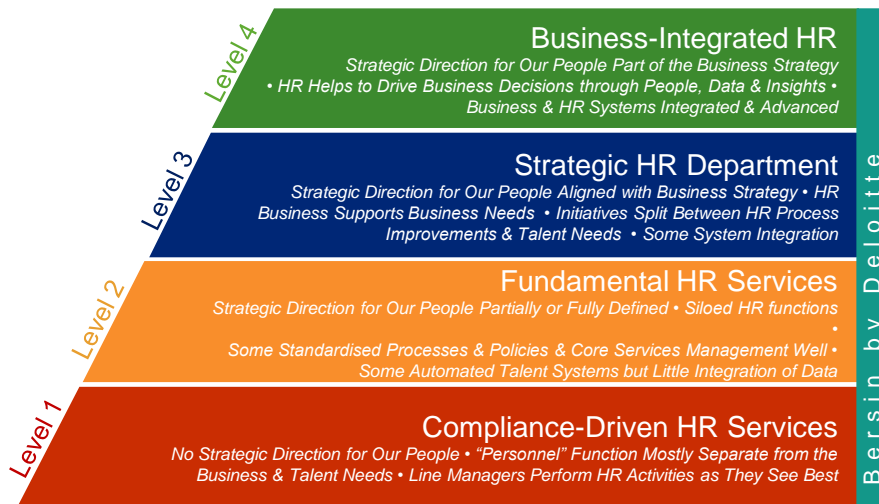 Level 4
Business-Integrated HR
Strategic Direction for Our People Part of the Business Strategy
• HR Helps to Drive Business Decisions through People, Data & Insights •
Business & HR Systems Integrated & Advanced
Level 3
Strategic HR Department
Strategic Direction for Our People Aligned with Business Strategy • HR
Business Supports Business Needs • Initiatives Split Between HR Process
Improvements & Talent Needs • Some System Integration
Level 2
Fundamental HR Services
Strategic Direction for Our People Partially or Fully Defined • Siloed HR functions
•
Some Standardised Processes & Policies & Core Services Management Well •
Some Automated Talent Systems but Little Integration of Data
Level 1
Compliance-Driven HR Services
No Strategic Direction for Our People • “Personnel” Function Mostly Separate from the
Business & Talent Needs • Line Managers Perform HR Activities as They See Best
Bersin by Deloitte